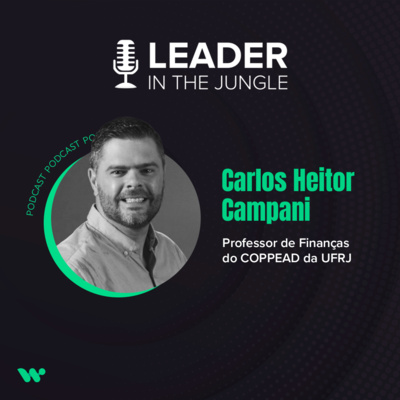 LEADER
IN THE JUNGLE
PODCAST PODCAST PO
Carlos Heitor
Campani
Professor de Finanças
do COPPEAD da UFRJ